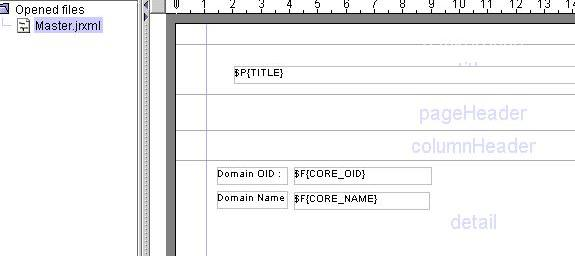 Opened files
0 1 2 3 4 5 6 7 8 9 10 11 12 13 14
Master.jrxml
$P{TITLE}
pageHeader
columnHeader
Domain OID : $F{CORE_OID}
Domain Name $F{CORE_NAME}
detail